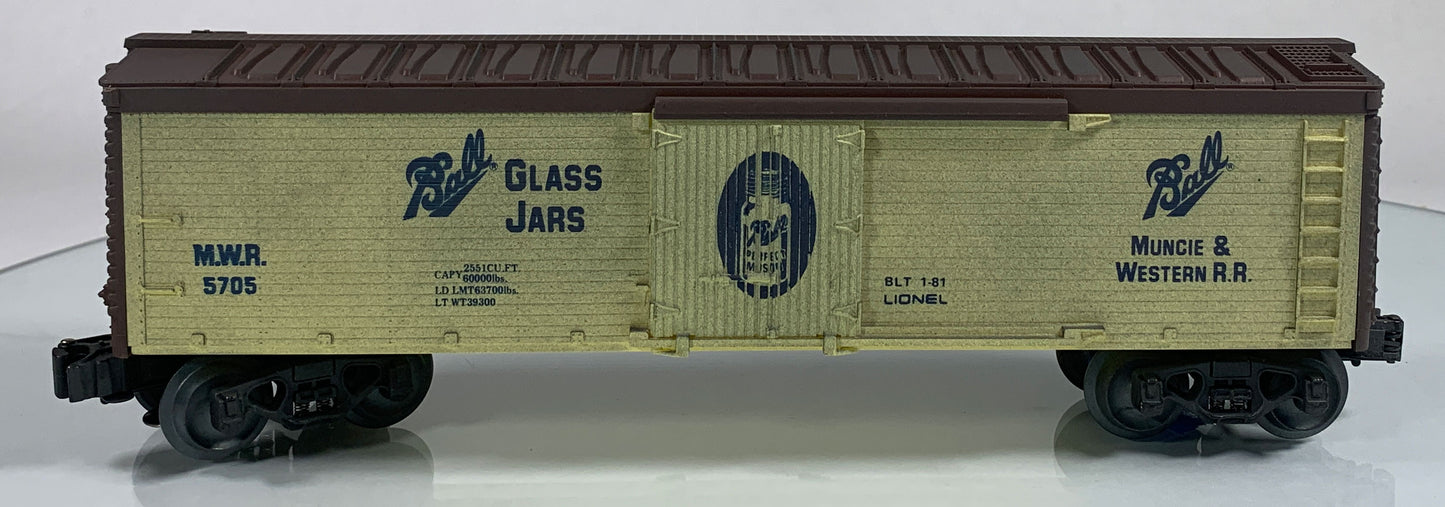 Ball® GLASS
JARS
M.W.R.
5705
2551CU.FT.
CAPY 60000lbs.
LD LMT63700lbs.
LT WT39300
Ball
PERFECT
MASON
BLT 1-81
LIONEL
Ball®
MUNCIE &
WESTERN R.R.